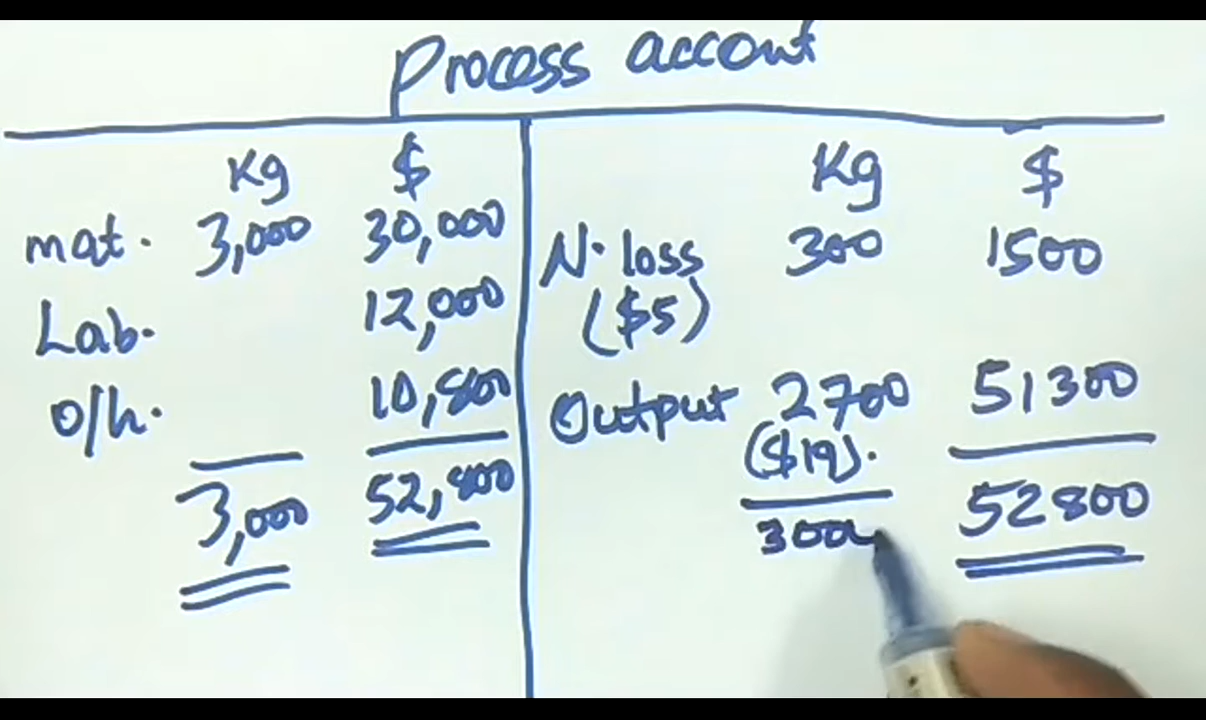 Process account
Kg $ Kg $
mat. 3,000 30,000 N. loss 300 1500
Lab. 12,000 ($5)
O/h. 10,800 Output 2700 51300
($19).
3,000 52,800 3000 52800